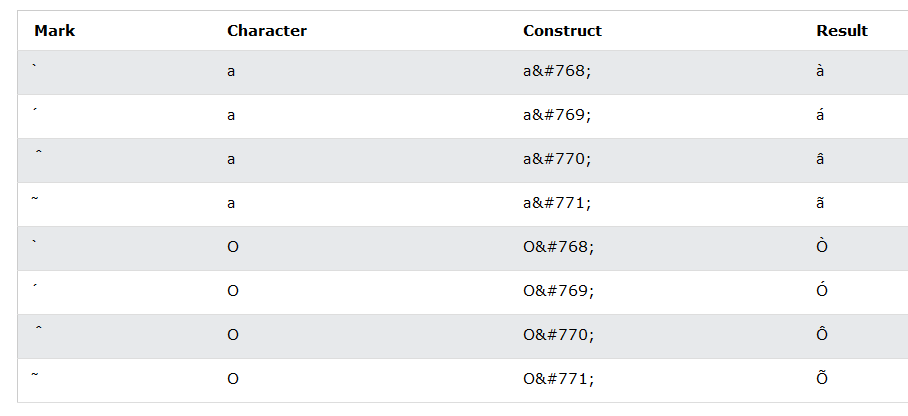 Mark Character Construct Result
̀ a a&#768; à
́ a a&#769; á
̂ a a&#770; â
̃ a a&#771; ã
̀ O O&#768; Ò
́ O O&#769; Ó
̂ O O&#770; Ô
̃ O O&#771; Õ